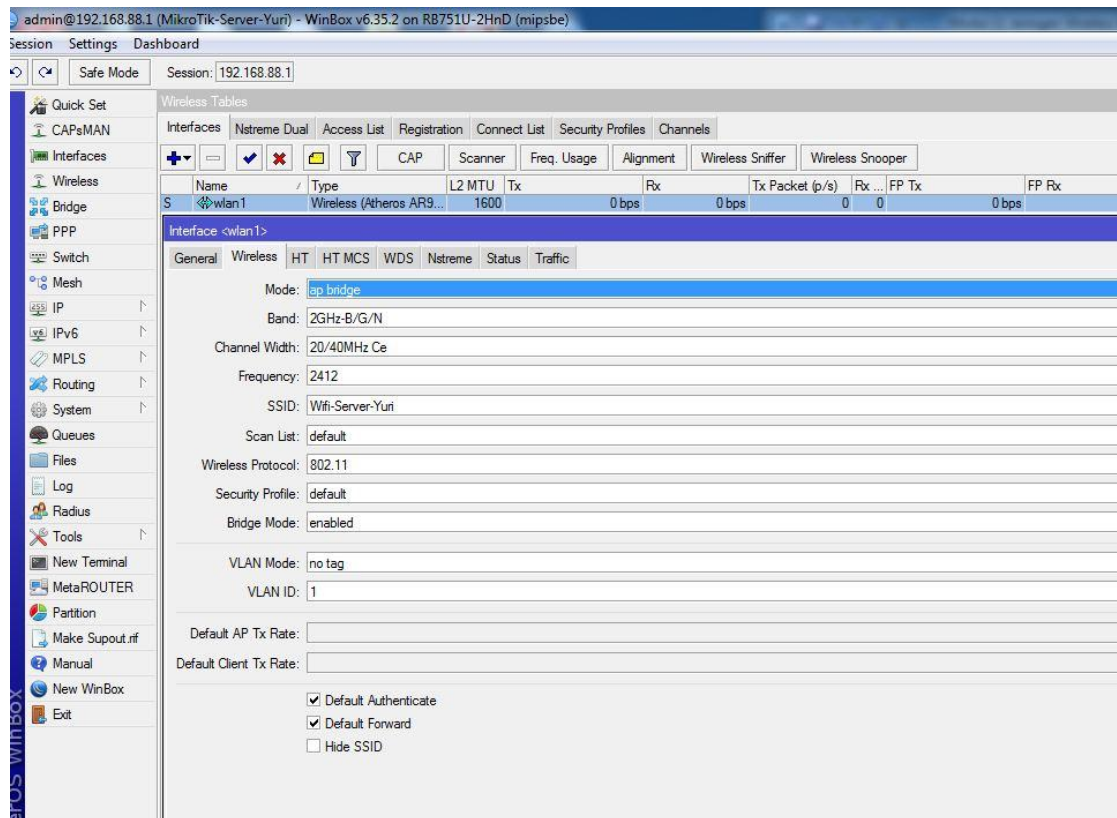 admin@192.168.88.1 (MikroTik-Server-Yuri) - WinBox v6.35.2 on RB751U-2HnD (mipsbe)
Session Settings Dashboard
Safe Mode Session: 192.168.88.1
Quick Set
CAPsMAN
Interfaces
Wireless
Bridge
PPP
Switch
Mesh
IP
IPv6
MPLS
Routing
System
Queues
Files
Log
Radius
Tools
New Terminal
MetaROUTER
Partition
Make Supout.rif
Manual
New WinBox
Exit
WinBox
Wireless Tables
Interfaces Nstreme Dual Access List Registration Connect List Security Profiles Channels
CAP Scanner Freq. Usage Alignment Wireless Sniffer Wireless Snooper
Name / Type L2 MTU Tx Rx Tx Packet (p/s) Rx ... FP Tx FP Rx
S wlan1 Wireless (Atheros AR9... 1600 0 bps 0 bps 0 0 0 bps
Interface <wlan1>
General Wireless HT HT MCS WDS Nstreme Status Traffic
Mode: ap bridge
Band: 2GHz-B/G/N
Channel Width: 20/40MHz Ce
Frequency: 2412
SSID: Wifi-Server-Yuri
Scan List: default
Wireless Protocol: 802.11
Security Profile: default
Bridge Mode: enabled
VLAN Mode: no tag
VLAN ID: 1
Default AP Tx Rate:
Default Client Tx Rate:
Default Authenticate
Default Forward
Hide SSID